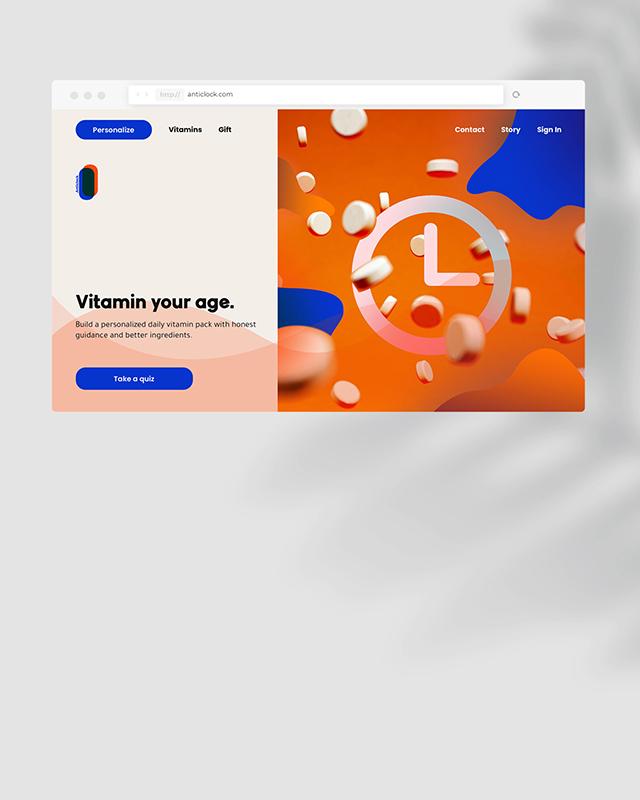 http://
anticlock.com
Personalize
Vitamins
Gift
Contact
Story
Sign In
Anticlock
Vitamin your age.
Build a personalized daily vitamin pack with honest
guidance and better ingredients.
Take a quiz